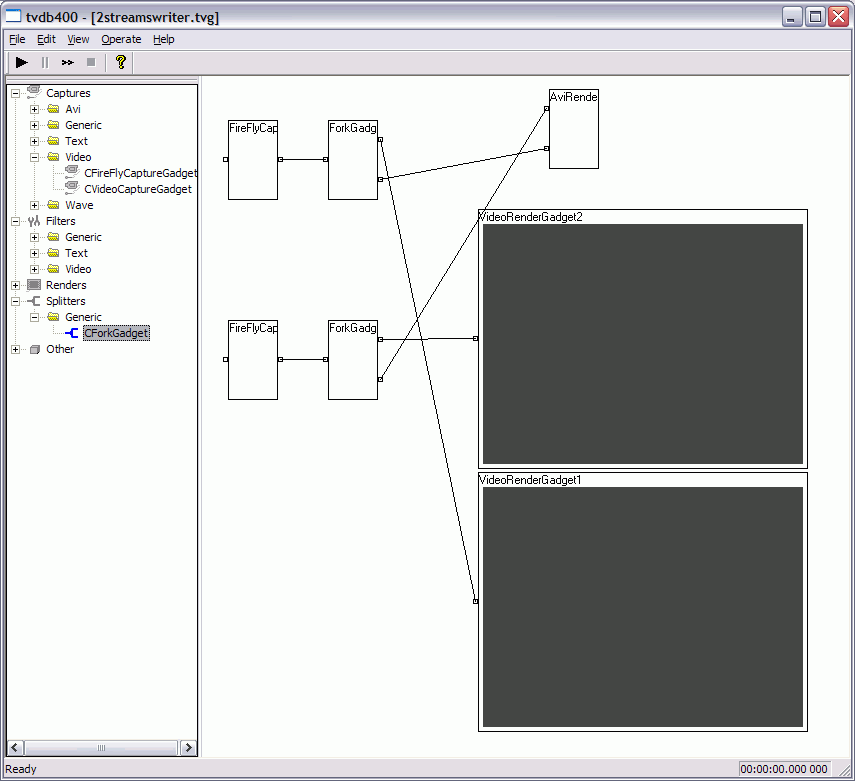 tvdb400 - [2streamswriter.tvg]
File Edit View Operate Help
Captures
Avi
Generic
Text
Video
CFireFlyCaptureGadget
CVideoCaptureGadget
Wave
Filters
Generic
Text
Video
Renders
Splitters
Generic
CForkGadget
Other
FireFlyCap
ForkGadg
AviRende
VideoRenderGadget2
FireFlyCap
ForkGadg
VideoRenderGadget1
Ready
00:00:00.000 000